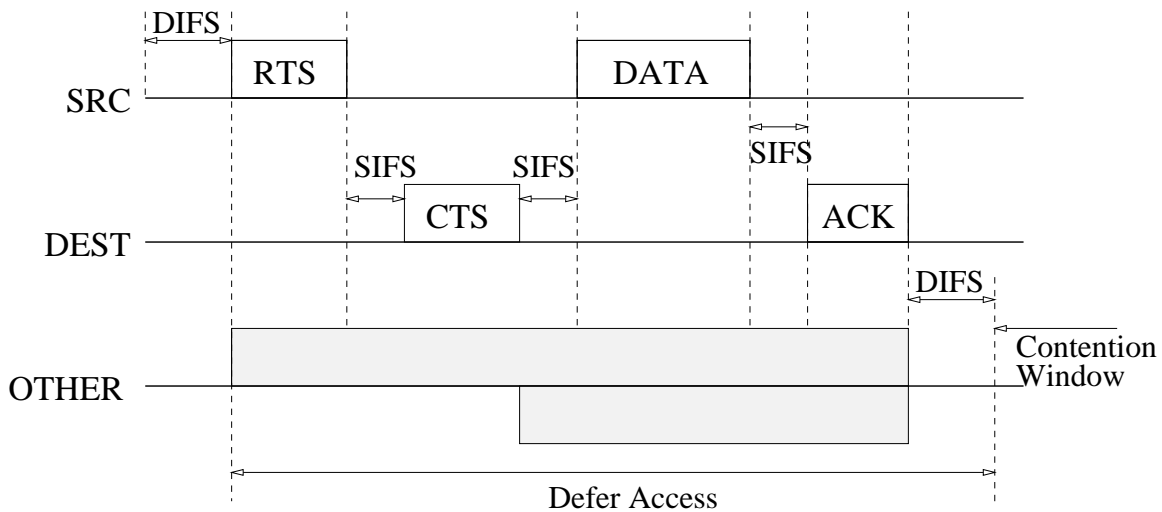 DIFS
RTS
DATA
SRC
SIFS
SIFS
SIFS
CTS
ACK
DEST
DIFS
Contention
Window
OTHER
Defer Access